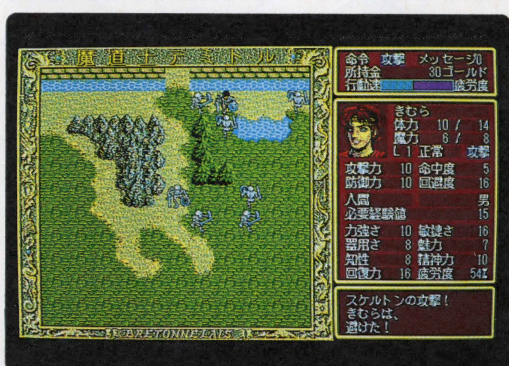 魔道士デミトル
命令 攻撃 メッセージ0
所持金 30ゴールド
行動速 疲労度
きむら
体力 10/ 14
魔力 6/ 8
L 1 正常 攻撃
攻撃力 10 命中度 5
防御力 10 回避度 16
人間 男
必要経験値 15
力強さ 10 敏捷さ 16
器用さ 8 魅力 7
知性 8 精神力 10
回復力 16 疲労度 54%
スケルトンの攻撃!
きむらは、
避けた!
BRETONNELAIS